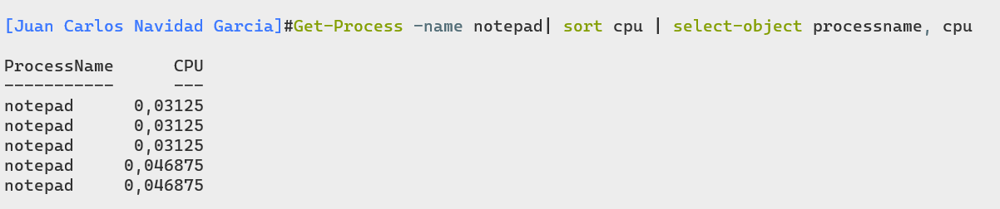 [Juan Carlos Navidad Garcia]#Get-Process -name notepad| sort cpu | select-object processname, cpu
ProcessName      CPU
-----------      ---
notepad      0,03125
notepad      0,03125
notepad      0,03125
notepad     0,046875
notepad     0,046875